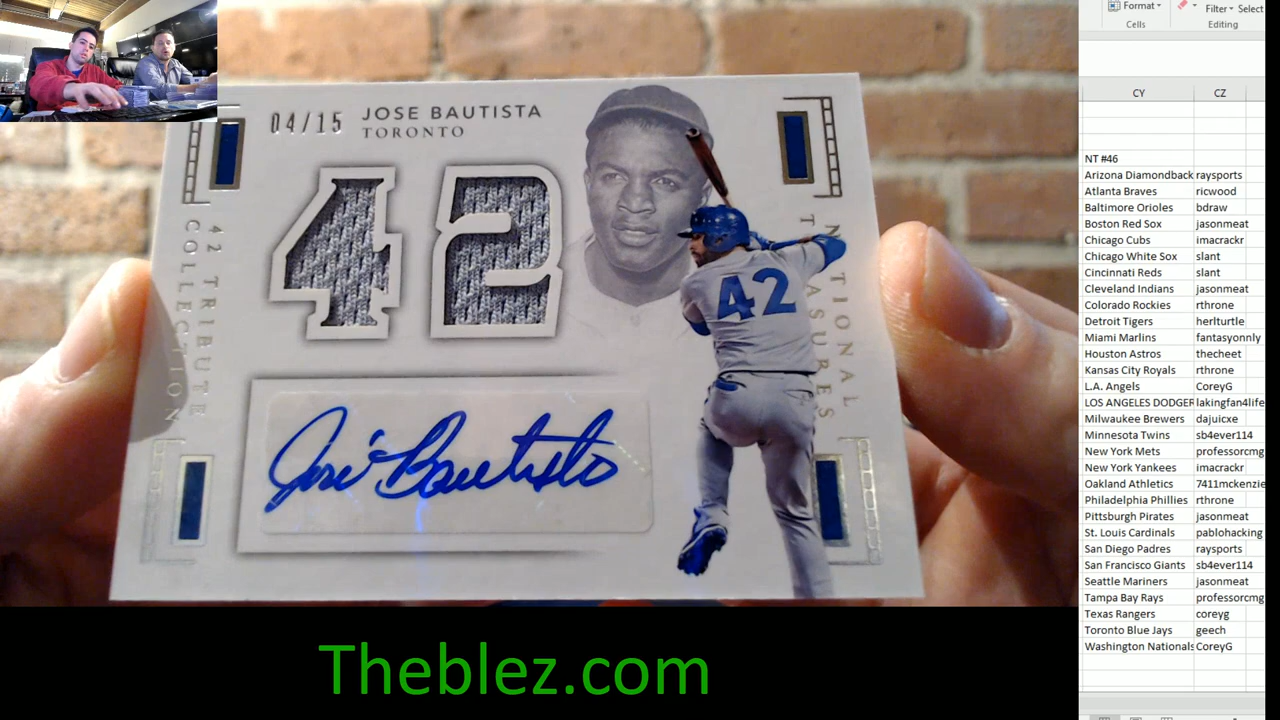 04/15 JOSE BAUTISTA
TORONTO
42
42 TRIBUTE
COLLECTION
NATIONAL
TREASURES
42
Jose Bautista
Theblez.com
Format
Filter Select
Cells Editing
CY CZ
NT #46
Arizona Diamondback raysports
Atlanta Braves ricwood
Baltimore Orioles bdraw
Boston Red Sox jasonmeat
Chicago Cubs imacrackr
Chicago White Sox slant
Cincinnati Reds slant
Cleveland Indians jasonmeat
Colorado Rockies rthrone
Detroit Tigers herlturtle
Miami Marlins fantasyonnly
Houston Astros thecheet
Kansas City Royals rthrone
L.A. Angels CoreyG
LOS ANGELES DODGER lakingfan4life
Milwaukee Brewers dajuicxe
Minnesota Twins sb4ever114
New York Mets professorcmg
New York Yankees imacrackr
Oakland Athletics 7411mckenzie
Philadelphia Phillies rthrone
Pittsburgh Pirates jasonmeat
St. Louis Cardinals pablohacking
San Diego Padres raysports
San Francisco Giants sb4ever114
Seattle Mariners jasonmeat
Tampa Bay Rays professorcmg
Texas Rangers coreyg
Toronto Blue Jays geech
Washington Nationals CoreyG